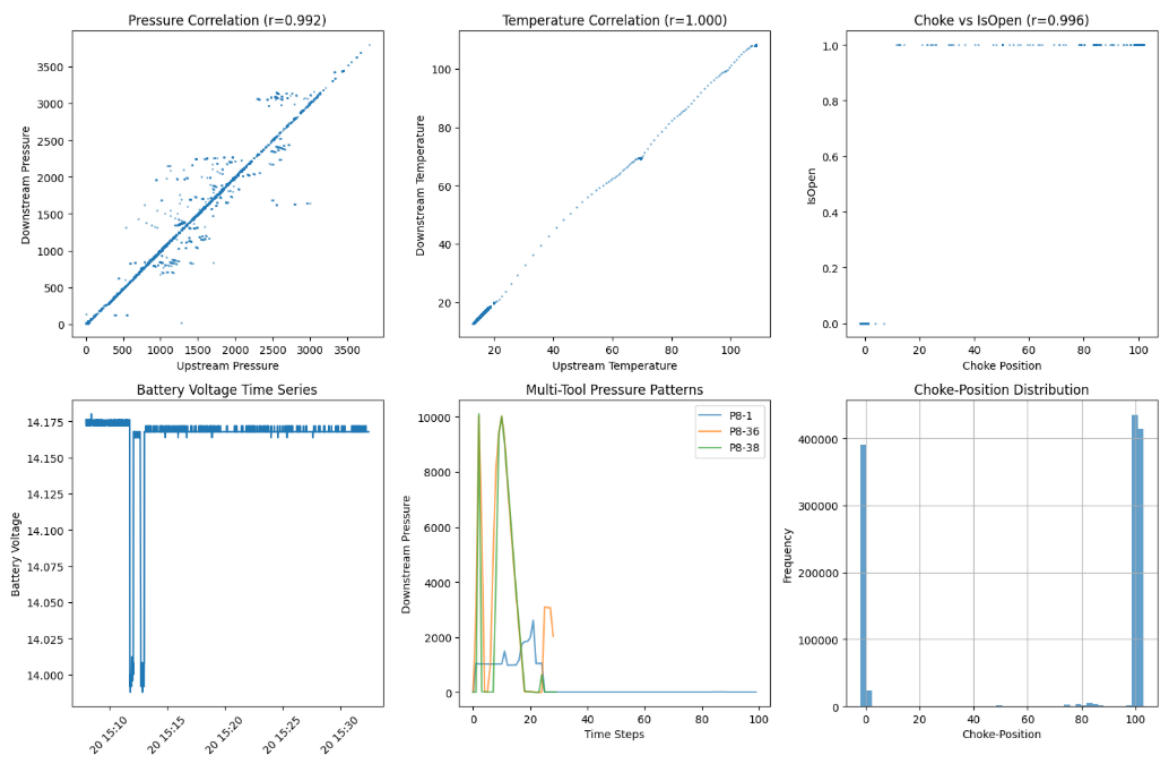 Pressure Correlation (r=0.992)
Downstream Pressure
3500
3000
2500
2000
1500
1000
500
0
0 500 1000 1500 2000 2500 3000 3500
Upstream Pressure
Temperature Correlation (r=1.000)
Downstream Temperature
100
80
60
40
20
20 40 60 80 100
Upstream Temperature
Choke vs IsOpen (r=0.996)
IsOpen
1.0
0.8
0.6
0.4
0.2
0.0
0 20 40 60 80 100
Choke Position
Battery Voltage Time Series
Battery Voltage
14.175
14.150
14.125
14.100
14.075
14.050
14.025
14.000
20 15:10 20 15:15 20 15:20 20 15:25 20 15:30
Multi-Tool Pressure Patterns
Downstream Pressure
10000
8000
6000
4000
2000
0
P8-1
P8-36
P8-38
0 20 40 60 80 100
Time Steps
Choke-Position Distribution
Frequency
400000
300000
200000
100000
0
0 20 40 60 80 100
Choke-Position